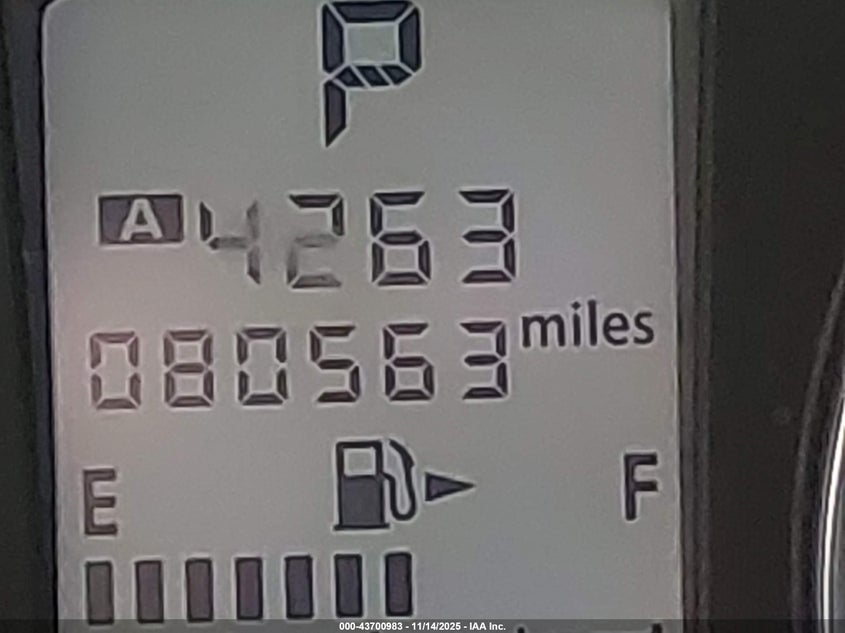 P
A 4263
080563 miles
E F
000-43700983 - 11/14/2025 - IAA Inc.